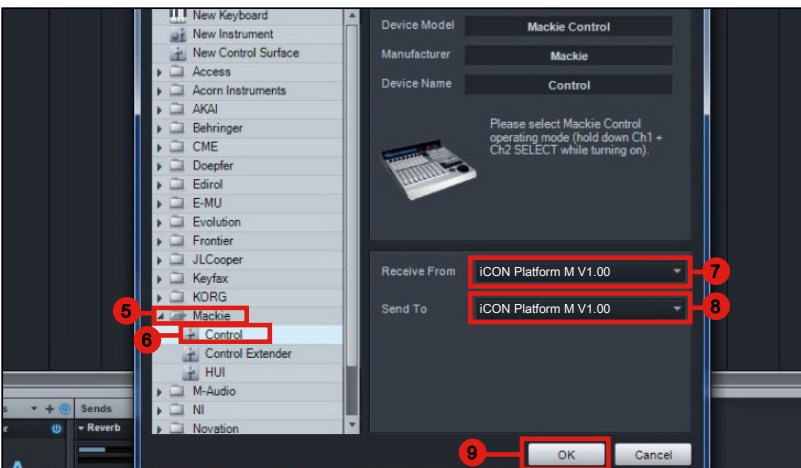 New Keyboard
New Instrument
New Control Surface
Access
Acorn Instruments
AKAI
Behringer
CME
Doepfer
Edirol
E-MU
Evolution
Frontier
JLCooper
Keyfax
KORG
5
Mackie
6
Control
Control Extender
HUI
M-Audio
NI
Novation
Device Model
Mackie Control
Manufacturer
Mackie
Device Name
Control
Please select Mackie Control
operating mode (hold down Ch1 +
Ch2 SELECT while turning on).
Receive From
iCON Platform M V1.00
7
Send To
iCON Platform M V1.00
8
9
OK
Cancel
Sends
Reverb